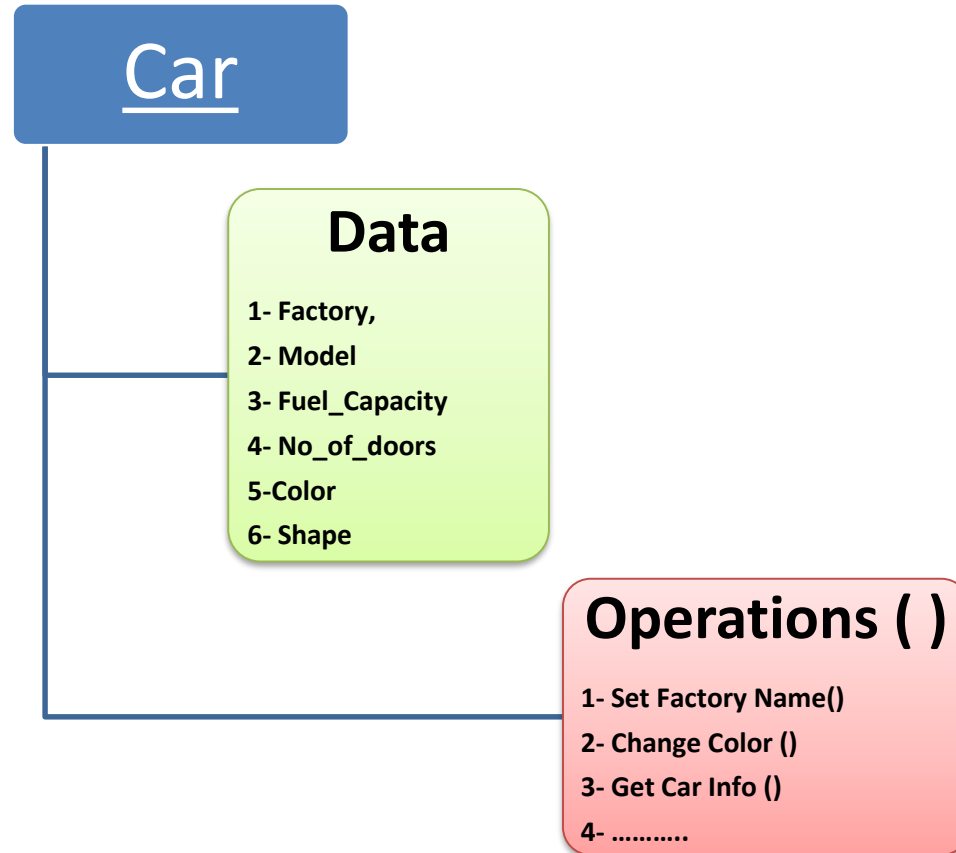 Car
Data
1- Factory,
2- Model
3- Fuel_Capacity
4- No_of_doors
5-Color
6- Shape
Operations ( )
1- Set Factory Name()
2- Change Color ()
3- Get Car Info ()
4- ………..